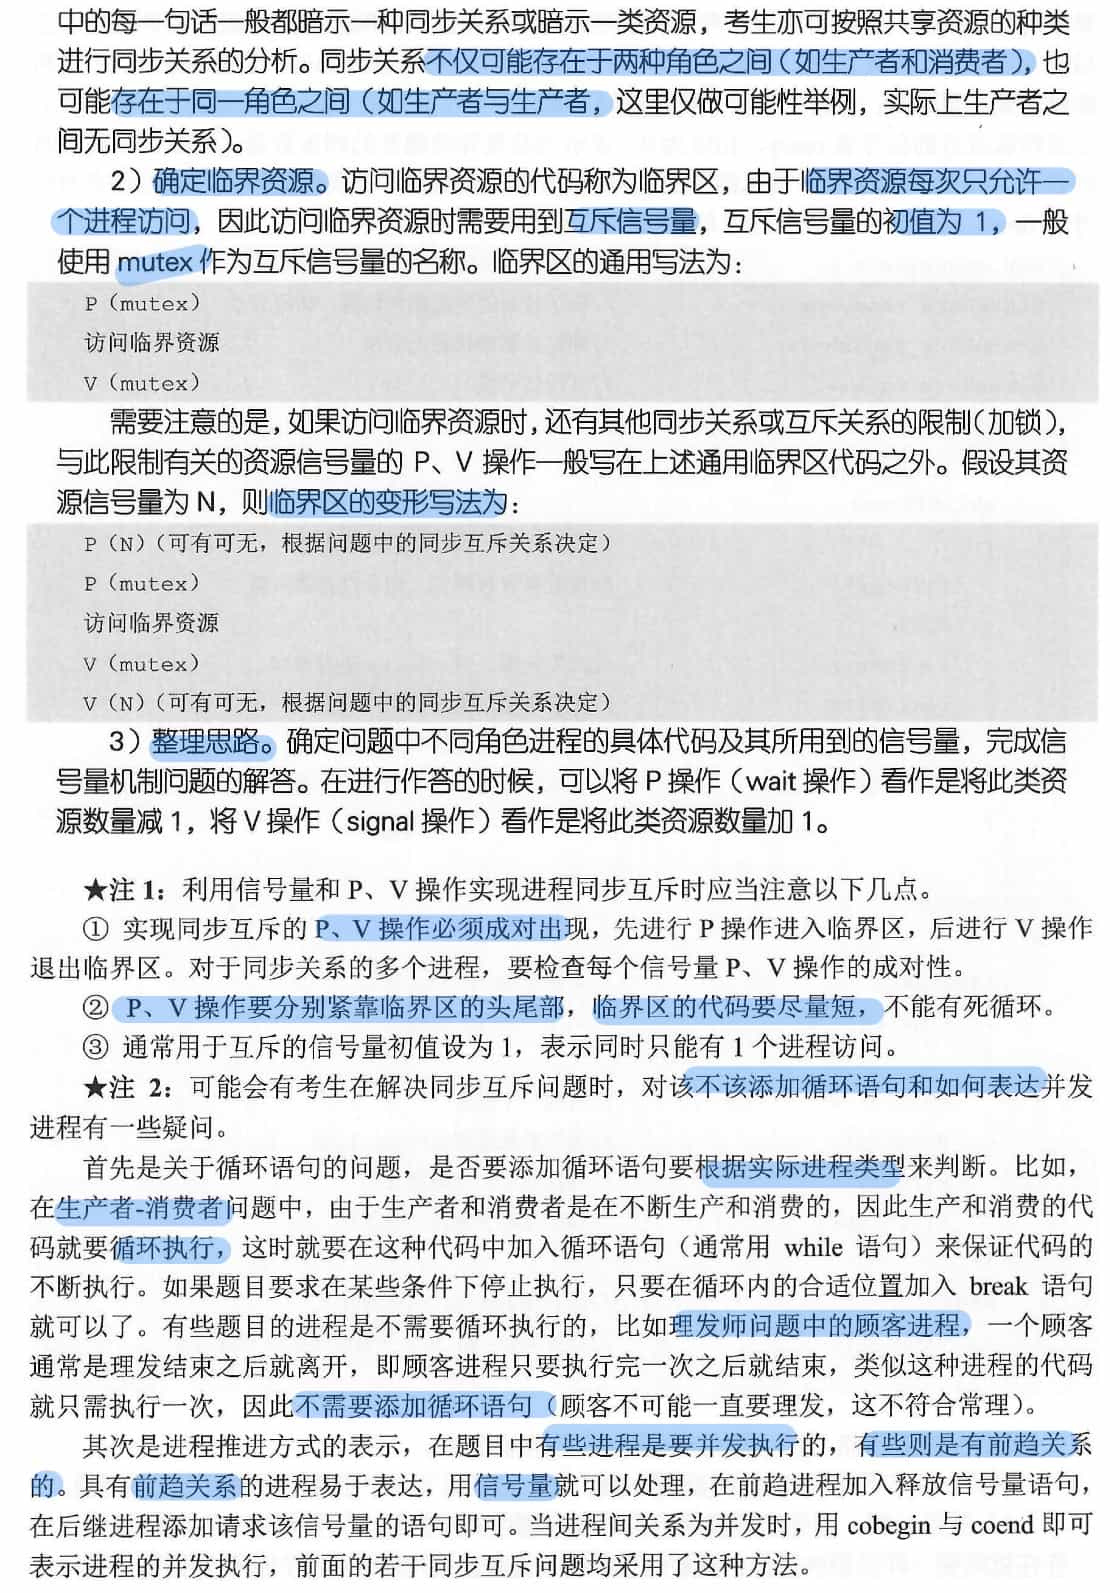 中的每一句话一般都暗示一种同步关系或暗示一类资源，考生亦可按照共享资源的种类
进行同步关系的分析。同步关系不仅可能存在于两种角色之间（如生产者和消费者），也
可能存在于同一角色之间（如生产者与生产者，这里仅做可能性举例，实际上生产者之
间无同步关系）。
2）确定临界资源。访问临界资源的代码称为临界区，由于临界资源每次只允许一
个进程访问，因此访问临界资源时需要用到互斥信号量，互斥信号量的初值为 1，一般
使用 mutex 作为互斥信号量的名称。临界区的通用写法为：
P（mutex）
访问临界资源
V（mutex）
需要注意的是，如果访问临界资源时，还有其他同步关系或互斥关系的限制（加锁），
与此限制有关的资源信号量的 P、V 操作一般写在上述通用临界区代码之外。假设其资
源信号量为 N，则临界区的变形写法为：
P（N）（可有可无，根据问题中的同步互斥关系决定）
P（mutex）
访问临界资源
V（mutex）
V（N）（可有可无，根据问题中的同步互斥关系决定）
3）整理思路。确定问题中不同角色进程的具体代码及其所用到的信号量，完成信
号量机制问题的解答。在进行作答的时候，可以将 P 操作（wait 操作）看作是将此类资
源数量减 1，将 V 操作（signal 操作）看作是将此类资源数量加 1。
★注 1：利用信号量和 P、V 操作实现进程同步互斥时应当注意以下几点。
① 实现同步互斥的 P、V 操作必须成对出现，先进行 P 操作进入临界区，后进行 V 操作
退出临界区。对于同步关系的多个进程，要检查每个信号量 P、V 操作的成对性。
② P、V 操作要分别紧靠临界区的头尾部，临界区的代码要尽量短，不能有死循环。
③ 通常用于互斥的信号量初值设为 1，表示同时只能有 1 个进程访问。
★注 2：可能会有考生在解决同步互斥问题时，对该不该添加循环语句和如何表达并发
进程有一些疑问。
首先是关于循环语句的问题，是否要添加循环语句要根据实际进程类型来判断。比如，
在生产者-消费者问题中，由于生产者和消费者是在不断生产和消费的，因此生产和消费的代
码就要循环执行，这时就要在这种代码中加入循环语句（通常用 while 语句）来保证代码的
不断执行。如果题目要求在某些条件下停止执行，只要在循环内的合适位置加入 break 语句
就可以了。有些题目的进程是不需要循环执行的，比如理发师问题中的顾客进程，一个顾客
通常是理发结束之后就离开，即顾客进程只要执行完一次之后就结束，类似这种进程的代码
就只需执行一次，因此不需要添加循环语句（顾客不可能一直要理发，这不符合常理）。
其次是进程推进方式的表示，在题目中有些进程是要并发执行的，有些则是有前趋关系
的。具有前趋关系的进程易于表达，用信号量就可以处理，在前趋进程加入释放信号量语句，
在后继进程添加请求该信号量的语句即可。当进程间关系为并发时，用 cobegin 与 coend 即可
表示进程的并发执行，前面的若干同步互斥问题均采用了这种方法。